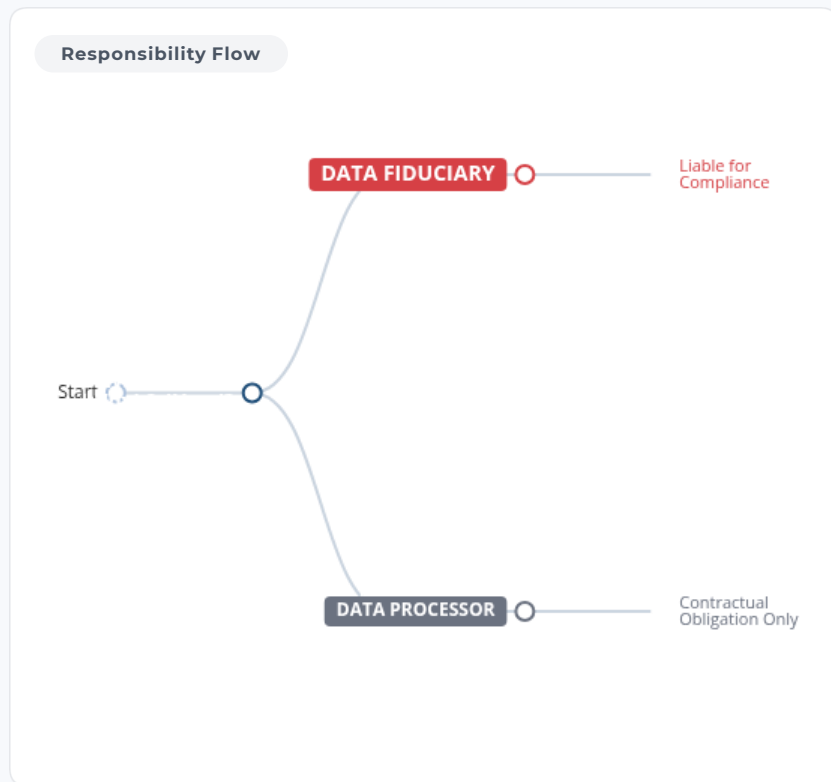 Responsibility Flow
DATA FIDUCIARY
Liable for
Compliance
Start
DATA PROCESSOR
Contractual
Obligation Only